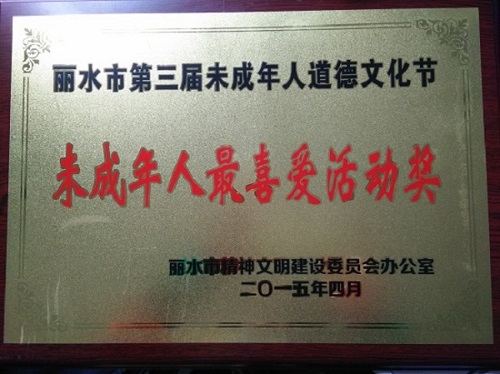 丽水市第三届未成年人道德文化节
未成年人最喜爱活动奖
丽水市精神文明建设委员会办公室
二〇一五年四月